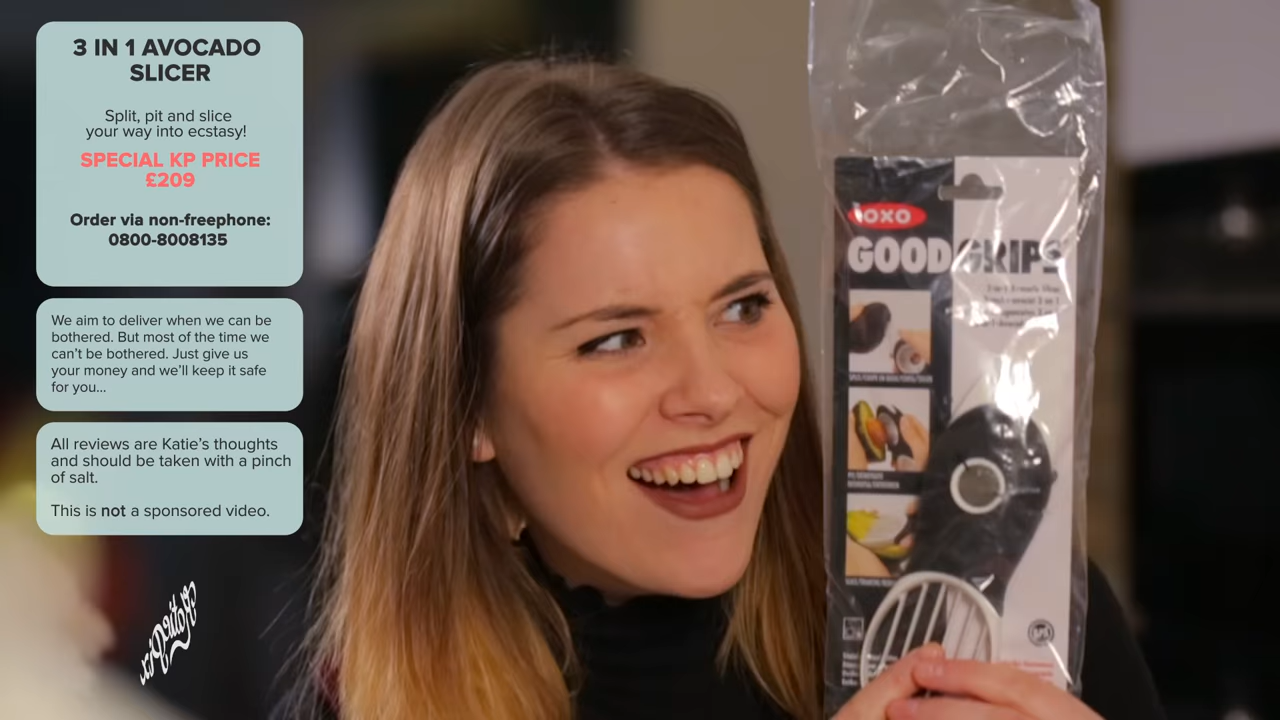 3 IN 1 AVOCADO
SLICER
Split, pit and slice
your way into ecstasy!
SPECIAL KP PRICE
£209
Order via non-freephone:
0800-8008135
We aim to deliver when we can be
bothered. But most of the time we
can’t be bothered. Just give us
your money and we’ll keep it safe
for you...
All reviews are Katie’s thoughts
and should be taken with a pinch
of salt.
This is not a sponsored video.
KatiePix
OXO
GOOD GRIPS